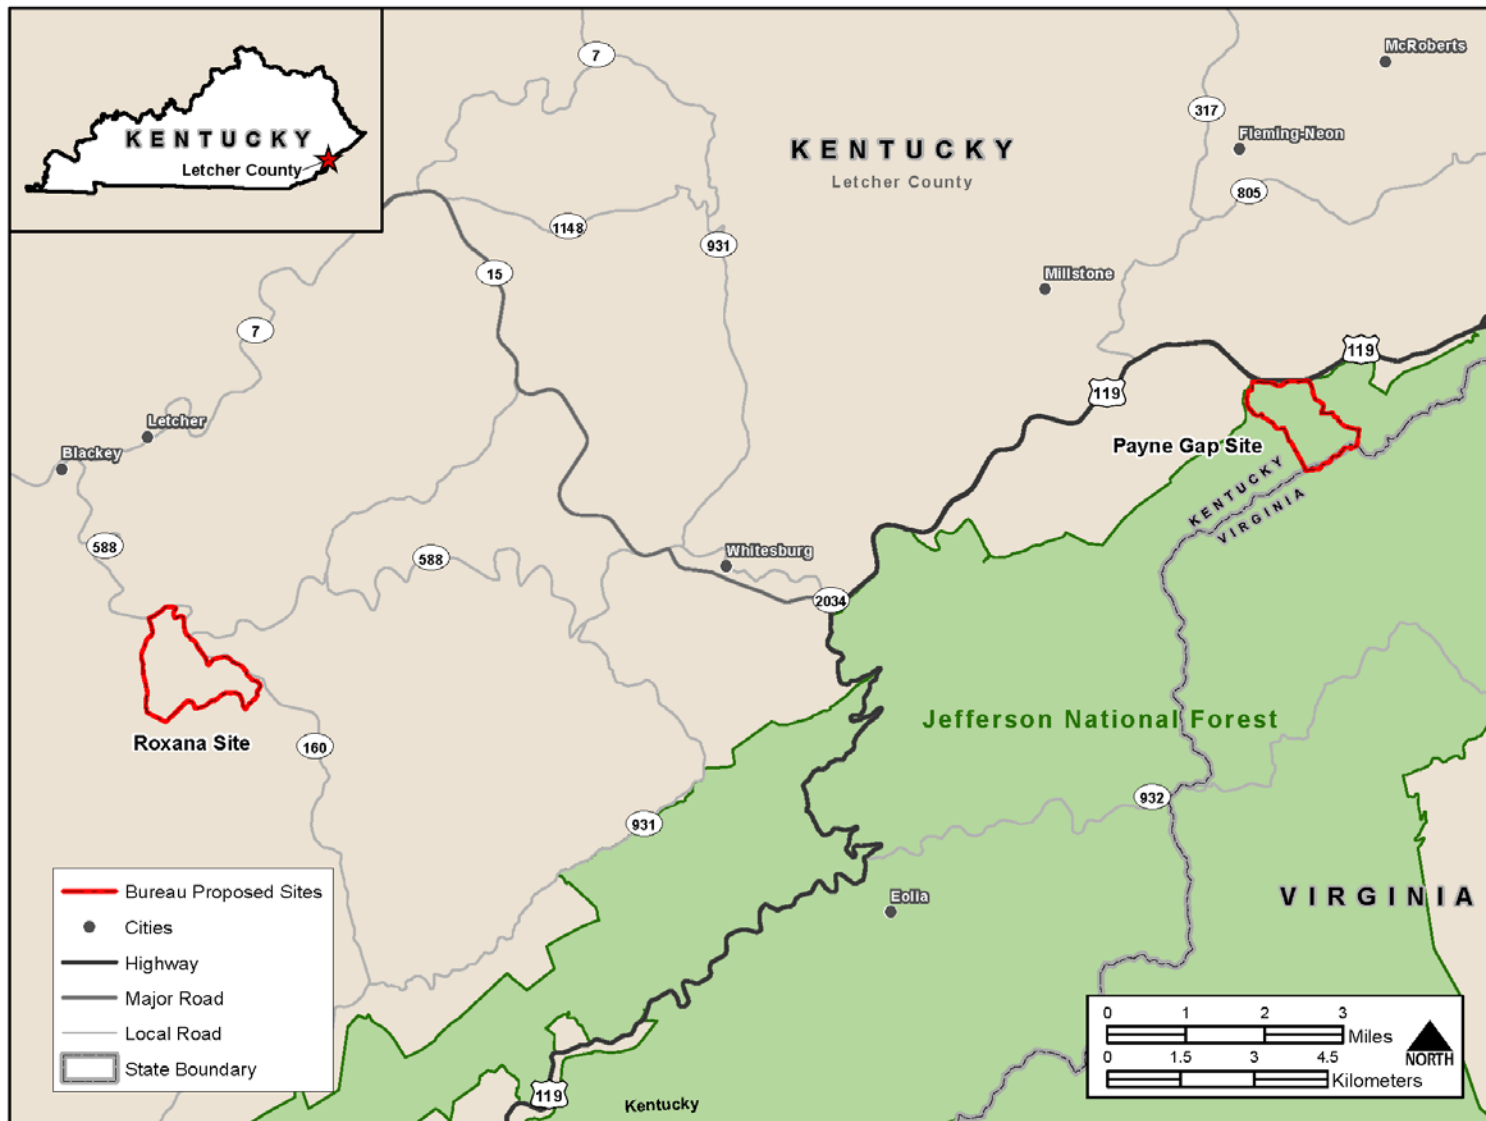 KENTUCKY
Letcher County
7
McRoberts
317
Fleming-Neon
KENTUCKY
Letcher County
805
1148
931
15
Millstone
7
119
119
Letcher
Blackey
Payne Gap Site
KENTUCKY
VIRGINIA
588
588
Whitesburg
2034
Roxana Site
160
Jefferson National Forest
932
931
Eolia
VIRGINIA
Bureau Proposed Sites
Cities
Highway
Major Road
Local Road
State Boundary
0 1 2 3
Miles
0 1.5 3 4.5
Kilometers
NORTH
119
Kentucky